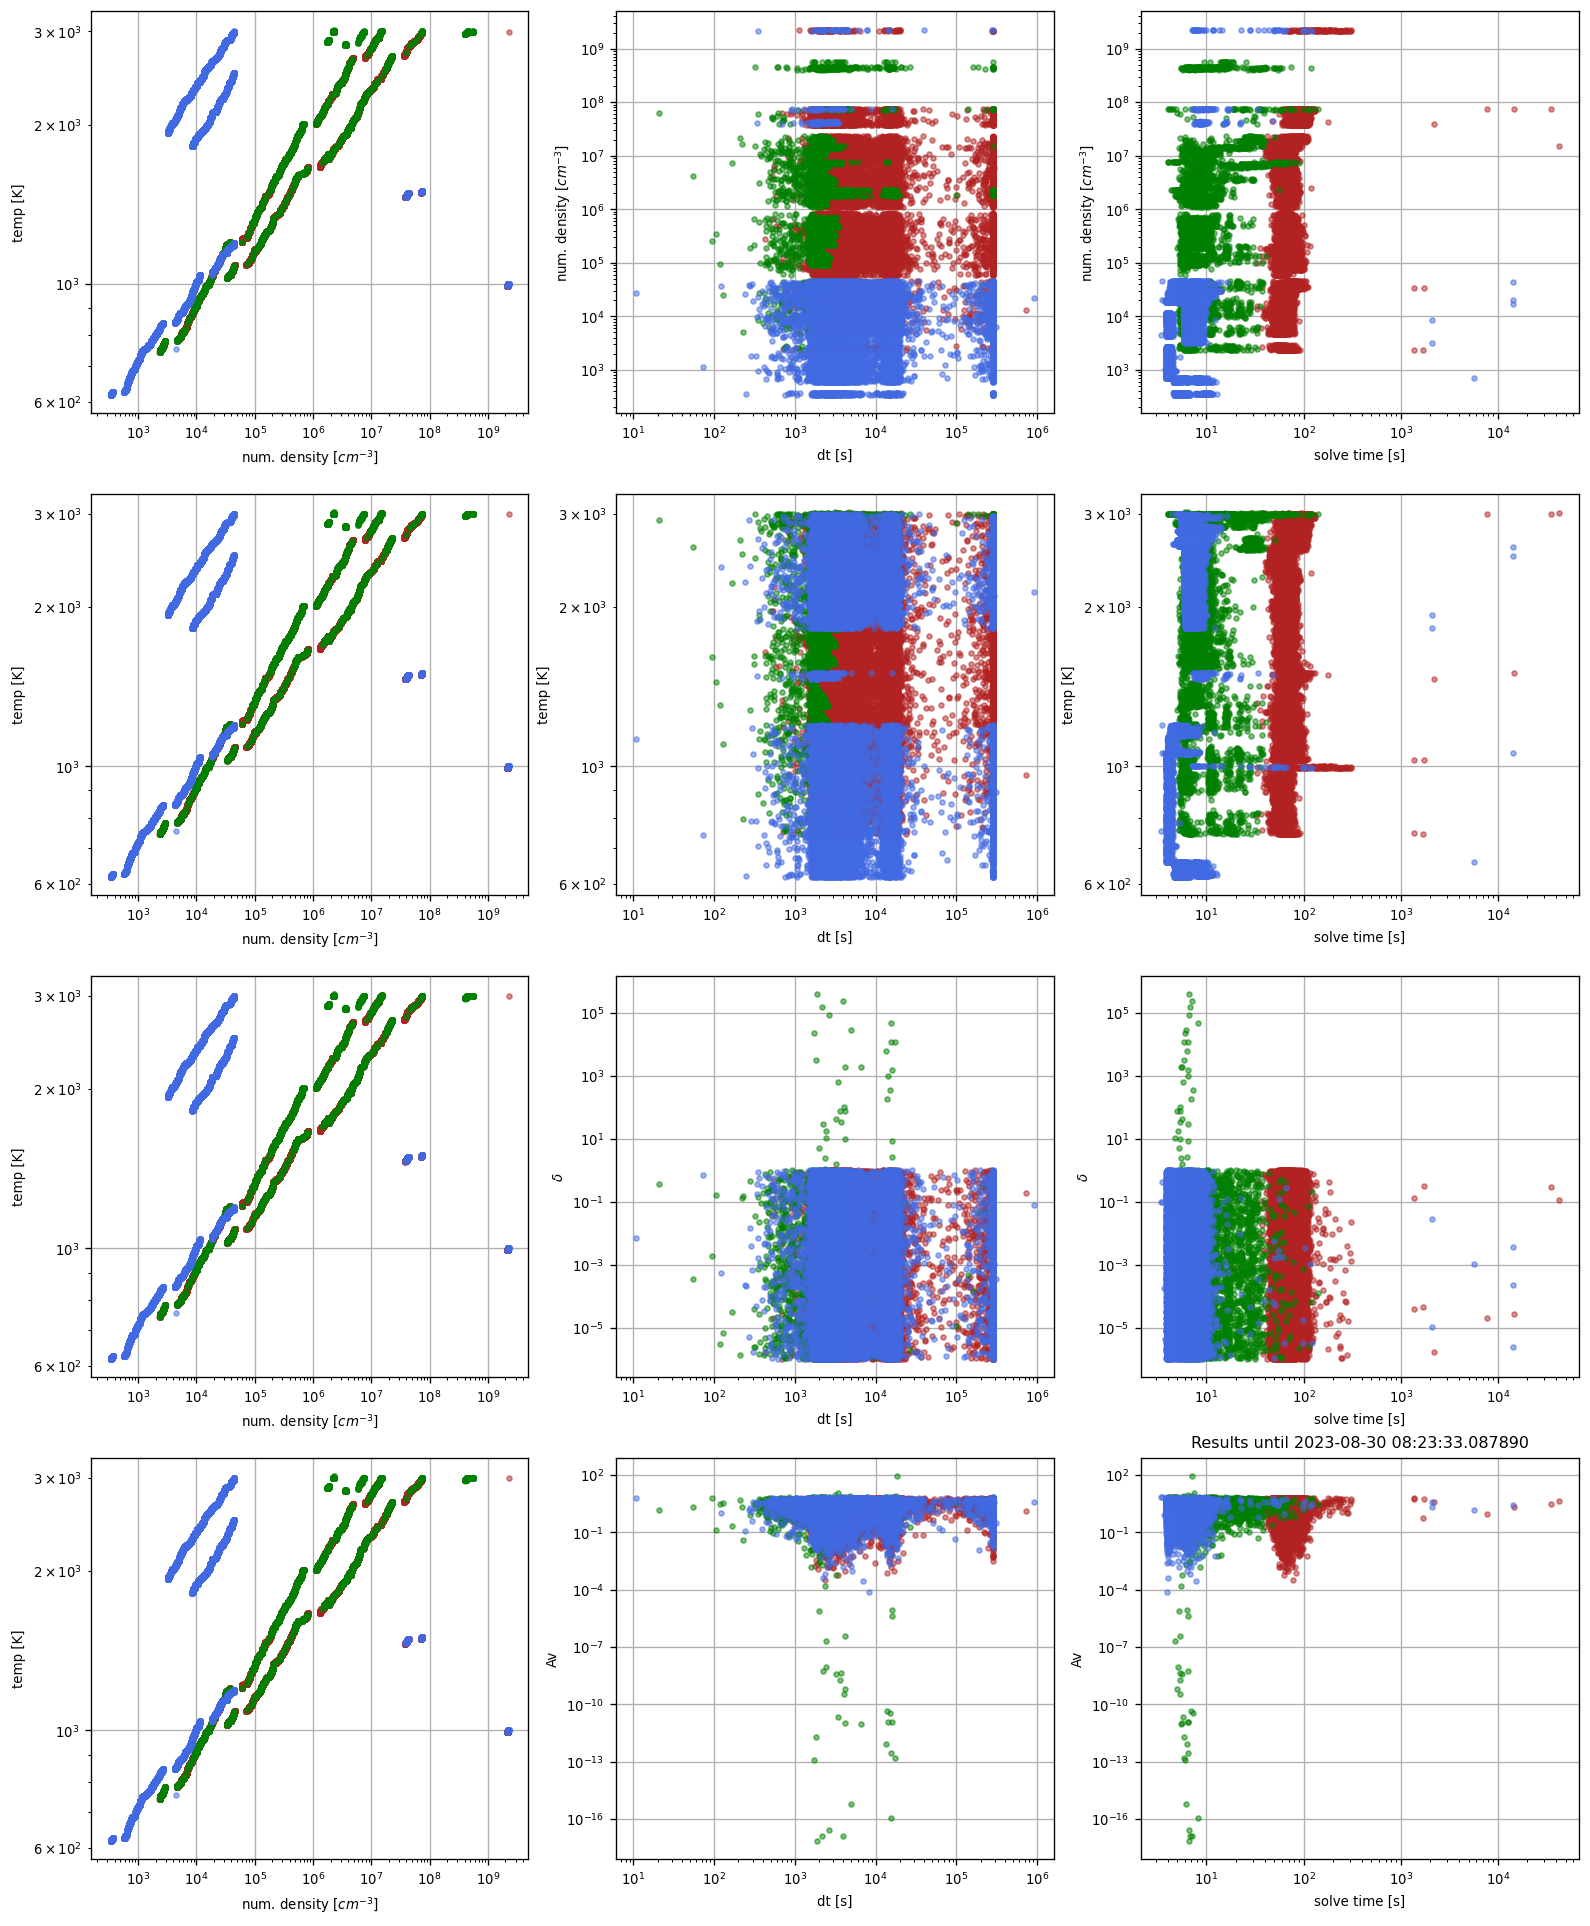 3 × 10³
2 × 10³
10³
6 × 10²
temp [K]
10³ 10⁴ 10⁵ 10⁶ 10⁷ 10⁸ 10⁹
num. density [cm⁻³]
10⁹
10⁸
10⁷
10⁶
10⁵
10⁴
10³
num. density [cm⁻³]
10¹ 10² 10³ 10⁴ 10⁵ 10⁶
dt [s]
10⁹
10⁸
10⁷
10⁶
10⁵
10⁴
10³
num. density [cm⁻³]
10¹ 10² 10³ 10⁴
solve time [s]
3 × 10³
2 × 10³
10³
6 × 10²
temp [K]
10³ 10⁴ 10⁵ 10⁶ 10⁷ 10⁸ 10⁹
num. density [cm⁻³]
3 × 10³
2 × 10³
10³
6 × 10²
temp [K]
10¹ 10² 10³ 10⁴ 10⁵ 10⁶
dt [s]
3 × 10³
2 × 10³
10³
6 × 10²
temp [K]
10¹ 10² 10³ 10⁴
solve time [s]
3 × 10³
2 × 10³
10³
6 × 10²
temp [K]
10³ 10⁴ 10⁵ 10⁶ 10⁷ 10⁸ 10⁹
num. density [cm⁻³]
10⁵
10³
10¹
10⁻¹
10⁻³
10⁻⁵
δ
10¹ 10² 10³ 10⁴ 10⁵ 10⁶
dt [s]
10⁵
10³
10¹
10⁻¹
10⁻³
10⁻⁵
δ
10¹ 10² 10³ 10⁴
solve time [s]
3 × 10³
2 × 10³
10³
6 × 10²
temp [K]
10³ 10⁴ 10⁵ 10⁶ 10⁷ 10⁸ 10⁹
num. density [cm⁻³]
10²
10⁻¹
10⁻⁴
10⁻⁷
10⁻¹⁰
10⁻¹³
10⁻¹⁶
Av
10¹ 10² 10³ 10⁴ 10⁵ 10⁶
dt [s]
Results until 2023-08-30 08:23:33.087890
10²
10⁻¹
10⁻⁴
10⁻⁷
10⁻¹⁰
10⁻¹³
10⁻¹⁶
Av
10¹ 10² 10³ 10⁴
solve time [s]